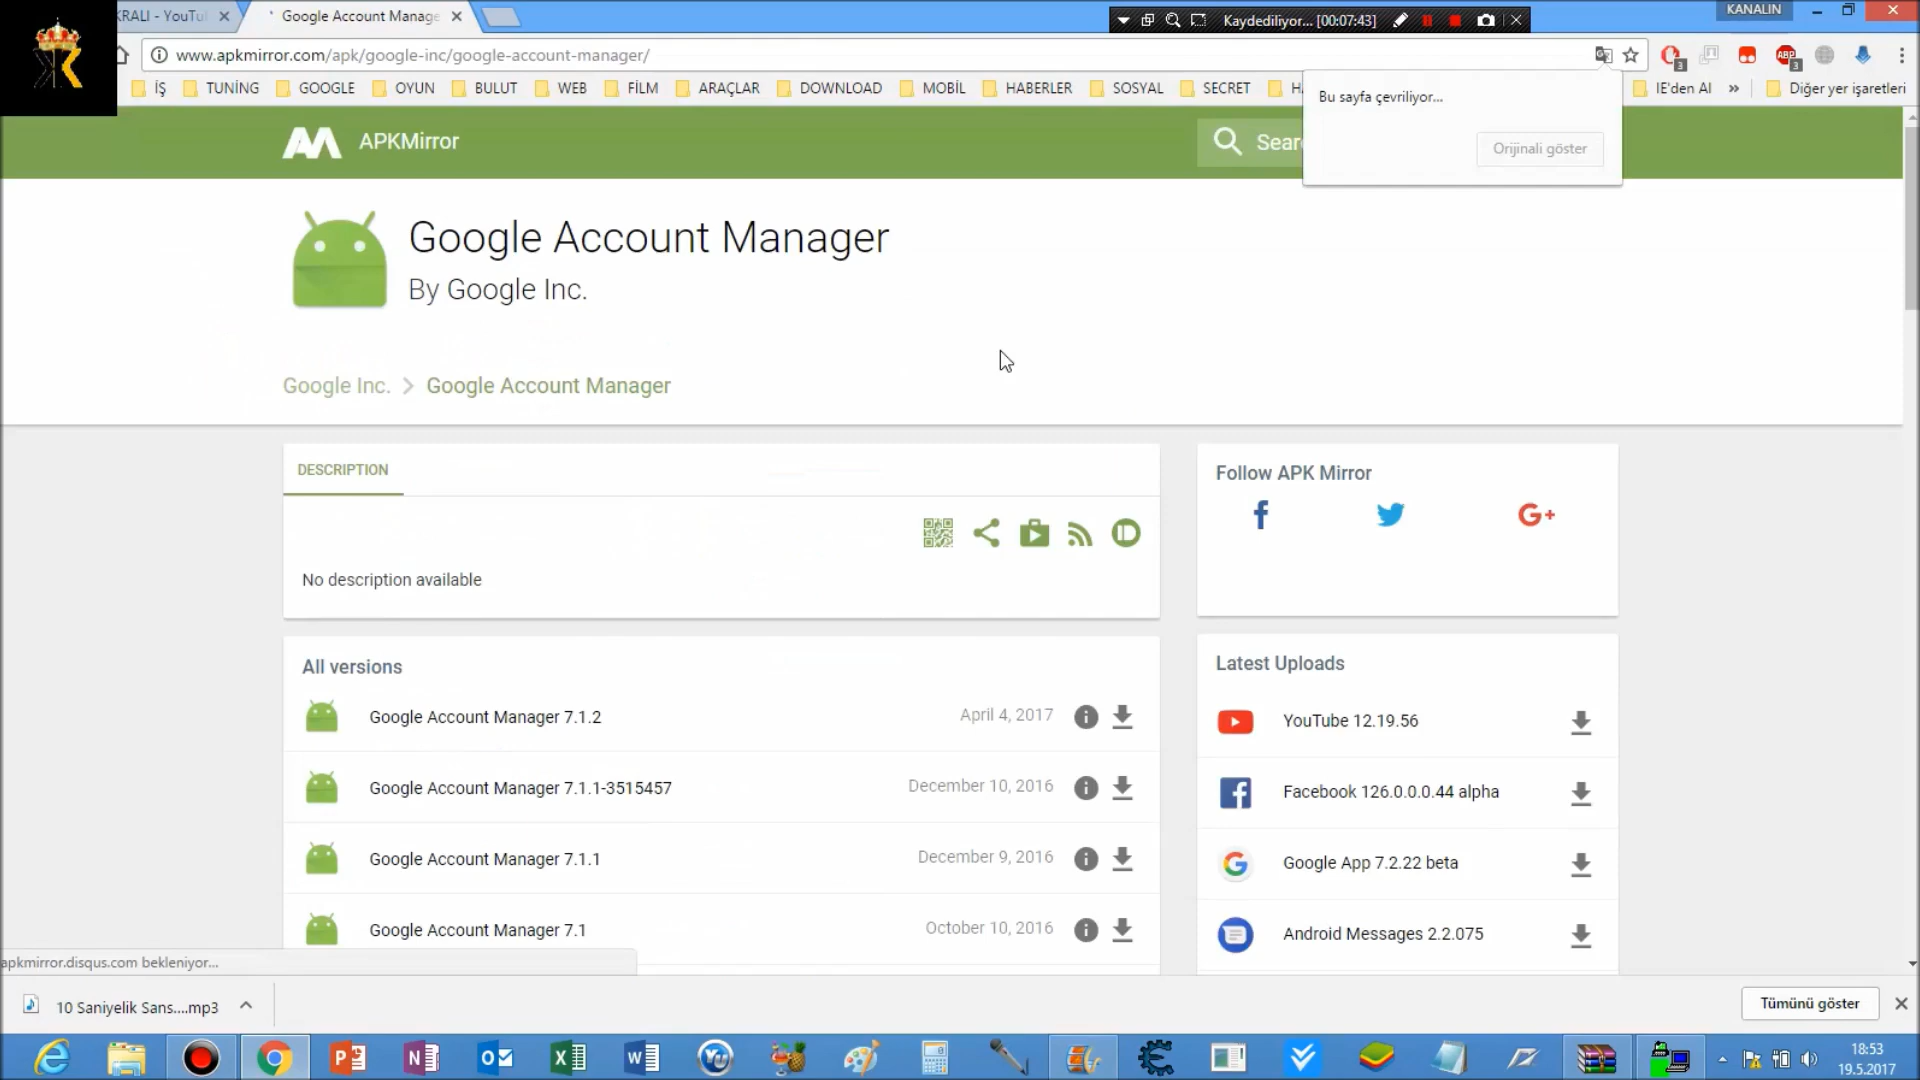 KRALI - YouTu
Google Account Manage
Kaydediliyor... [00:07:43]
KANALIN
www.apkmirror.com/apk/google-inc/google-account-manager/
İŞ
TUNİNG
GOOGLE
OYUN
BULUT
WEB
FİLM
ARAÇLAR
DOWNLOAD
MOBİL
HABERLER
SOSYAL
SECRET
IE'den Al
»
Diğer yer işaretleri
Bu sayfa çevriliyor...
Orijinali göster
APKMirror
Sear
Google Account Manager
By Google Inc.
Google Inc. > Google Account Manager
DESCRIPTION
No description available
Follow APK Mirror
All versions
Google Account Manager 7.1.2 April 4, 2017
Google Account Manager 7.1.1-3515457 December 10, 2016
Google Account Manager 7.1.1 December 9, 2016
Google Account Manager 7.1 October 10, 2016
Latest Uploads
YouTube 12.19.56
Facebook 126.0.0.44 alpha
Google App 7.2.22 beta
Android Messages 2.2.075
apkmirror.disqus.com bekleniyor...
10 Saniyelik Sans....mp3
Tümünü göster
18:53
19.5.2017